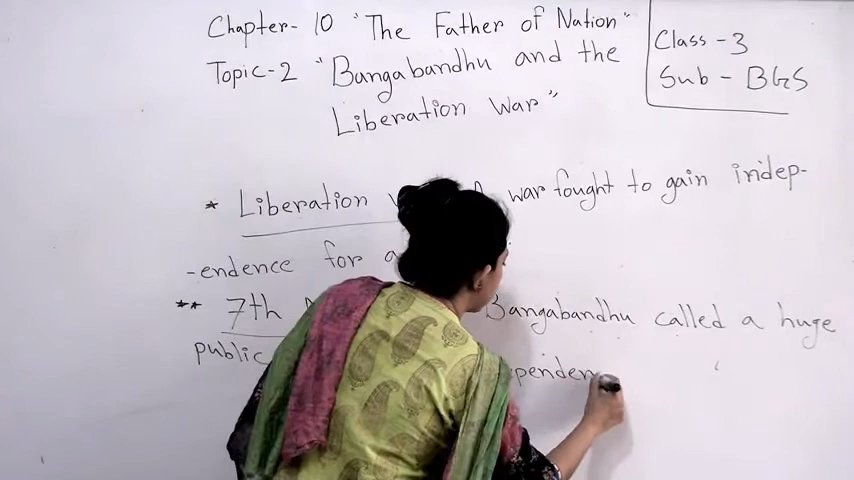 Chapter- 10 "The Father of Nation"
Topic-2 "Bangabandhu and the
Liberation War"
Class -3
Sub - BGS
* Liberation war fought to gain indep-
-endence for a
** 7th Bangabandhu called a huge
public